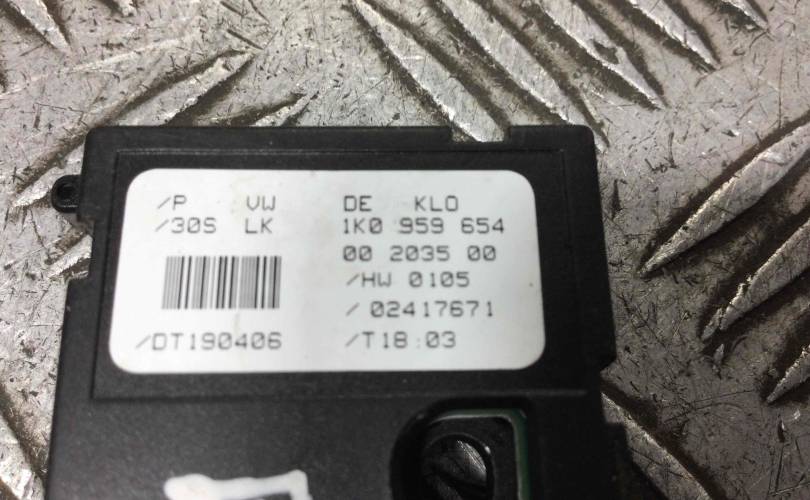 /P VW DE KLO
/30S LK 1K0 959 654
00 2035 00
/HW 0105
/02417671
/DT190406 /T18:03